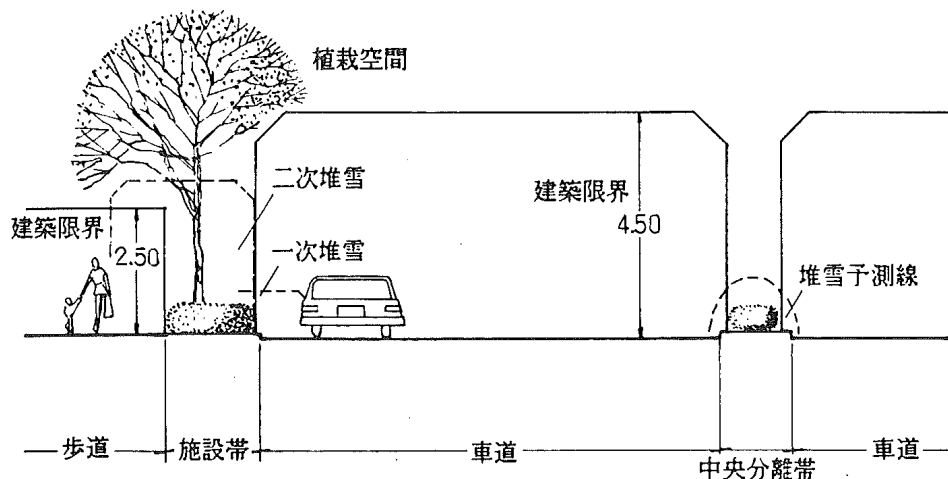 植栽空間
二次堆雪
建築限界
建築限界
2.50
4.50
一次堆雪
堆雪予測線
歩道
施設帯
車道
中央分離帯
車道